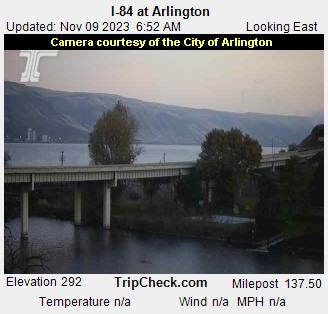 I-84 at Arlington
Updated: Nov 09 2023 6:52 AM Looking East
Camera courtesy of the City of Arlington
Elevation 292 TripCheck.com Milepost 137.50
Temperature n/a Wind n/a MPH n/a